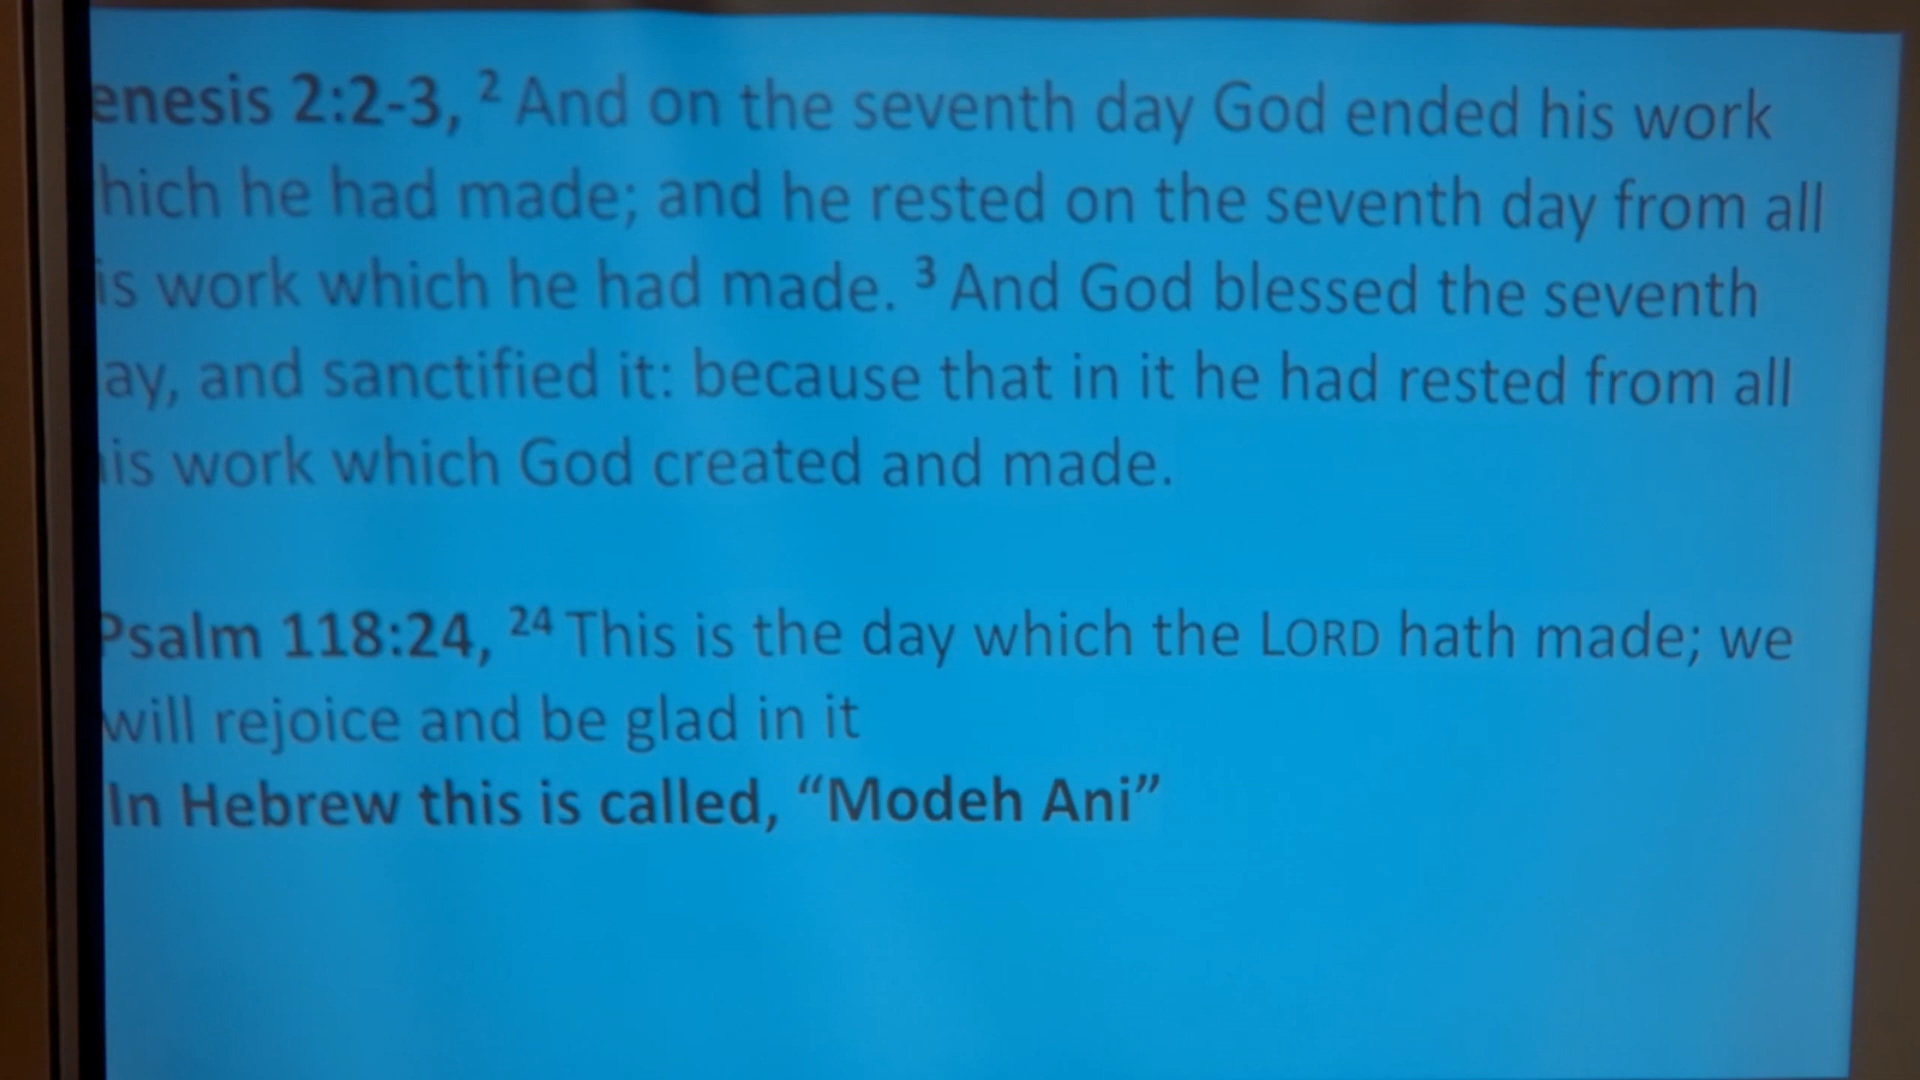 enesis 2:2-3, ² And on the seventh day God ended his work
hich he had made; and he rested on the seventh day from all
is work which he had made. ³ And God blessed the seventh
ay, and sanctified it: because that in it he had rested from all
is work which God created and made.
Psalm 118:24, ²⁴ This is the day which the LORD hath made; we
will rejoice and be glad in it
In Hebrew this is called, “Modeh Ani”